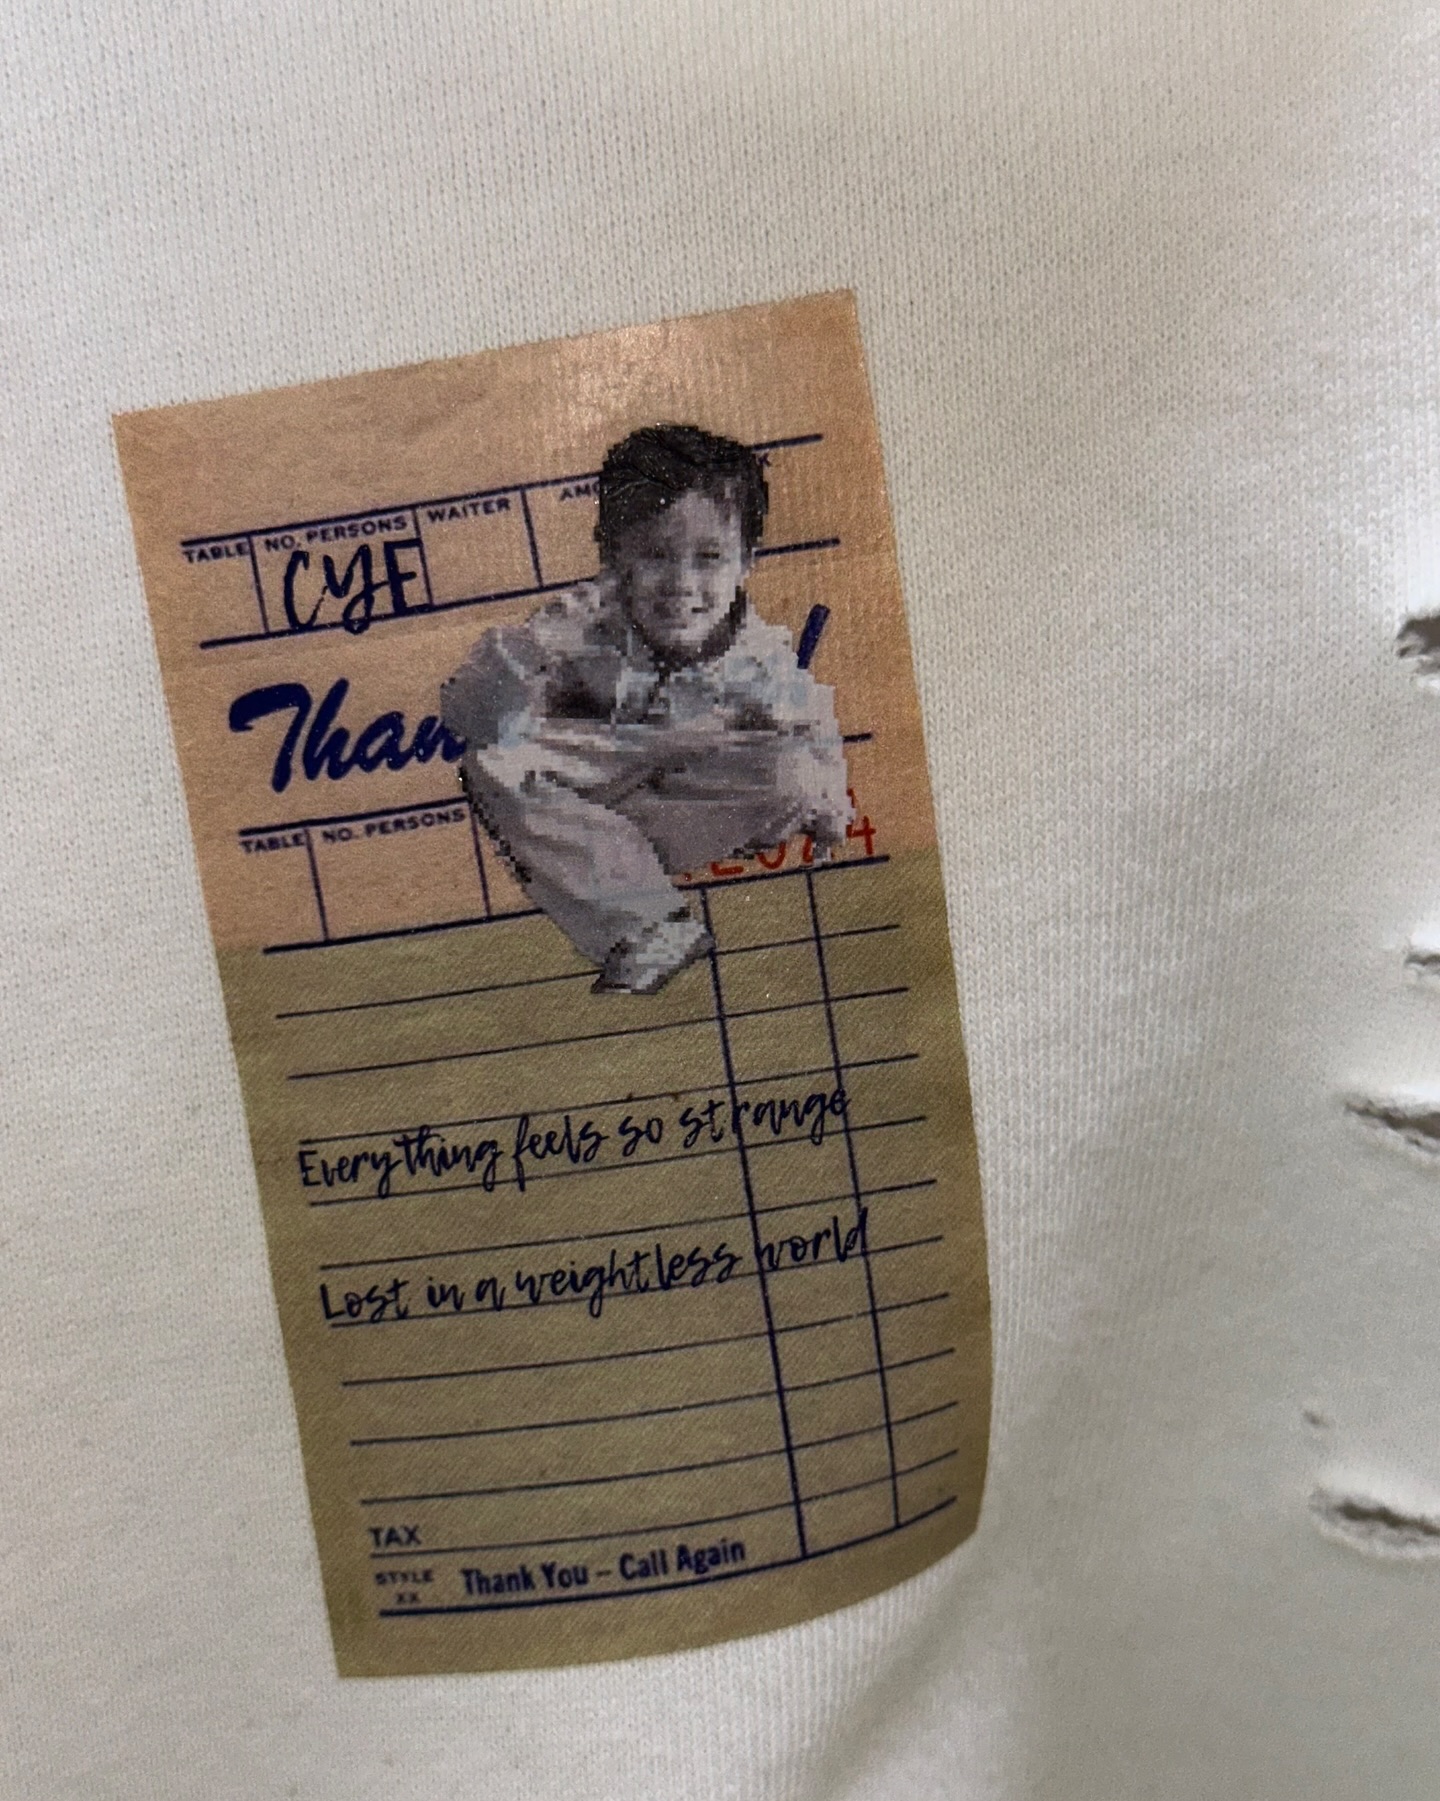 TABLE NO. PERSONS WAITER
CYE
TABLE NO. PERSONS
Everything feels so strange
Lost in a weightless world
TAX
STYLE
XX
Thank You – Call Again